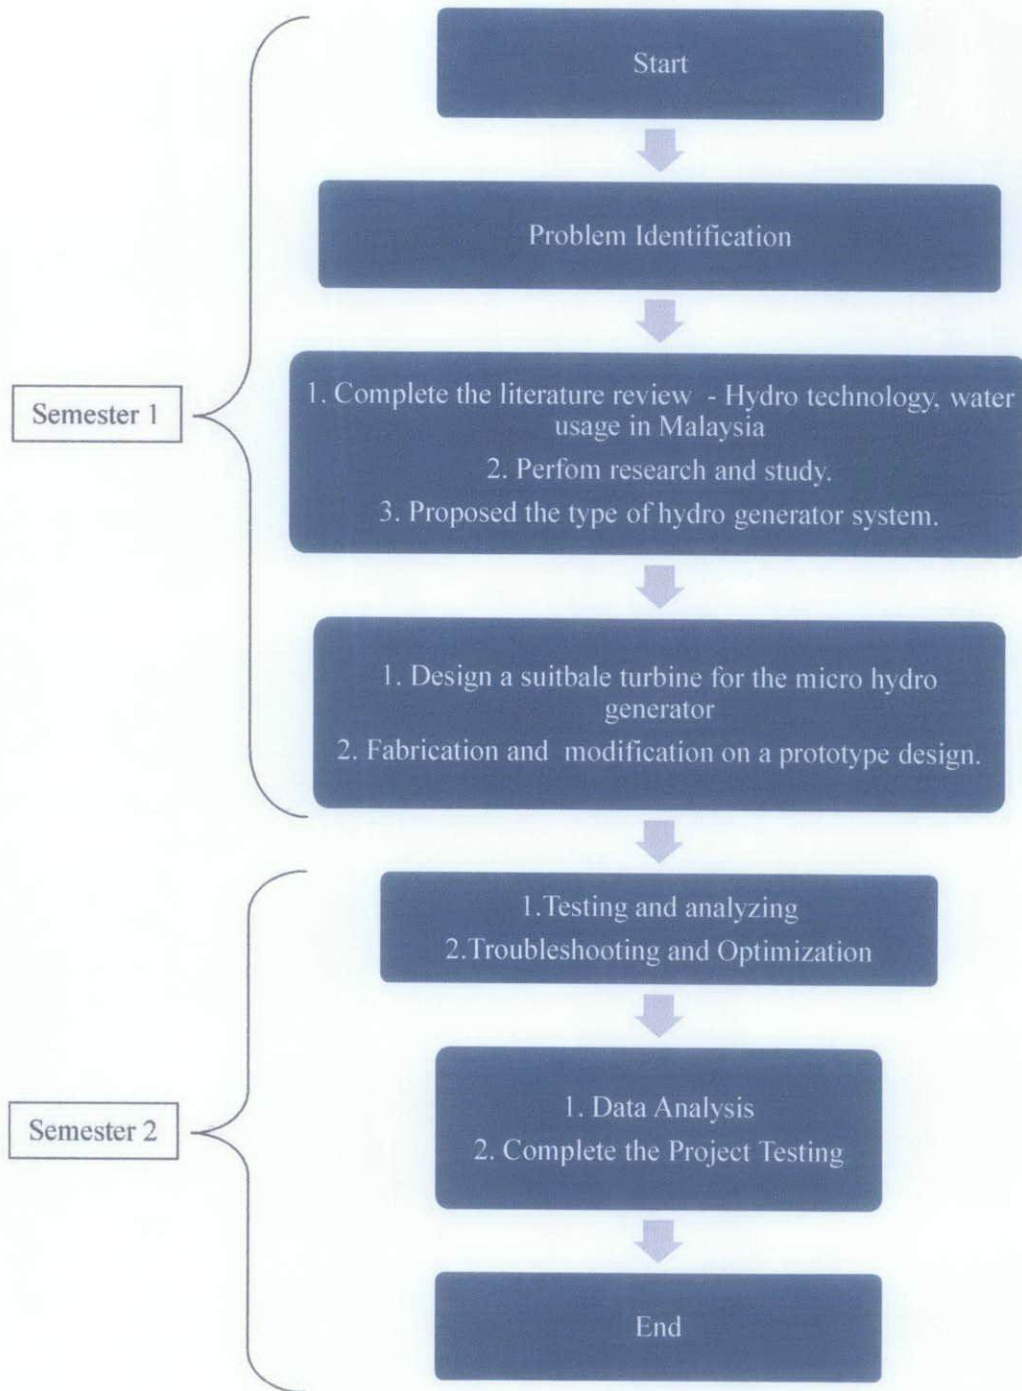 Start
Problem Identification
Semester 1
1. Complete the literature review - Hydro technology, water
usage in Malaysia
2. Perfom research and study.
3. Proposed the type of hydro generator system.
1. Design a suitbale turbine for the micro hydro
generator
2. Fabrication and modification on a prototype design.
1.Testing and analyzing
2.Troubleshooting and Optimization
Semester 2
1. Data Analysis
2. Complete the Project Testing
End